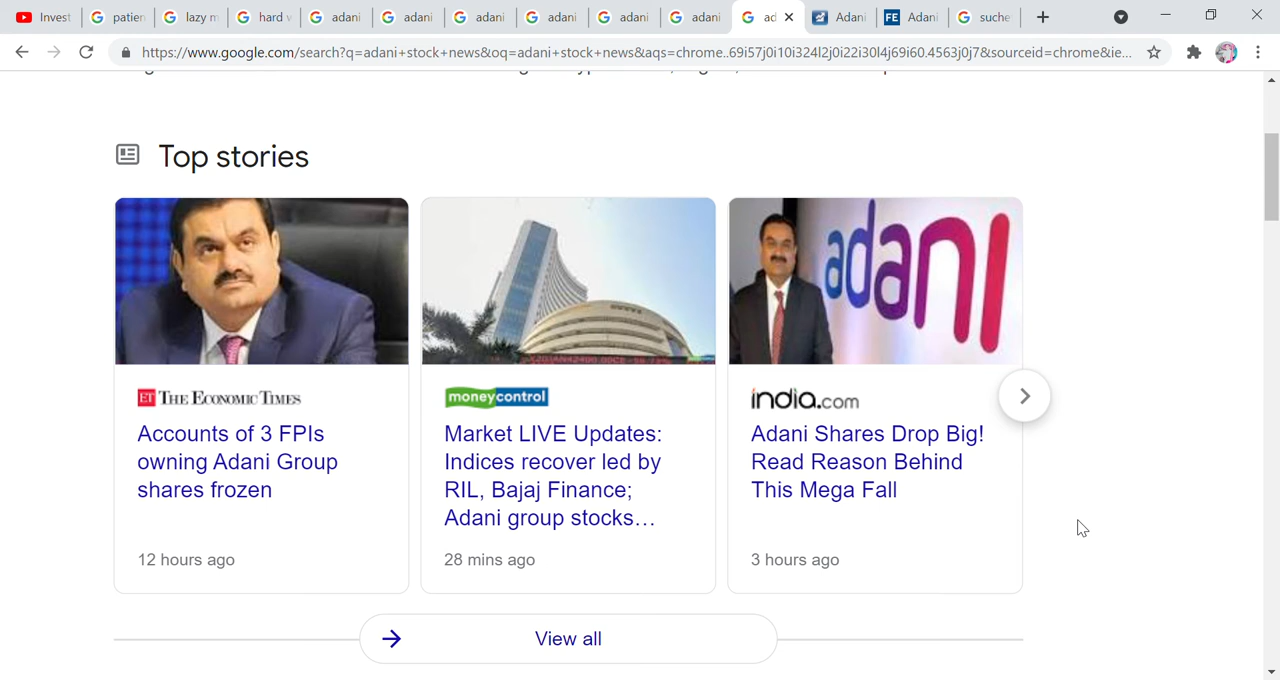 Invest
patien
lazy m
hard v
adani
adani
adani
adani
adani
adani
ad
Adani
Adani
suche
https://www.google.com/search?q=adani+stock+news&oq=adani+stock+news&aqs=chrome..69i57j0i10i324l2j0i22i30l4j69i60.4563j0j7&sourceid=chrome&ie...
Top stories
adani
ET THE ECONOMIC TIMES
Accounts of 3 FPIs
owning Adani Group
shares frozen
12 hours ago
moneycontrol
Market LIVE Updates:
Indices recover led by
RIL, Bajaj Finance;
Adani group stocks...
28 mins ago
india.com
Adani Shares Drop Big!
Read Reason Behind
This Mega Fall
3 hours ago
View all